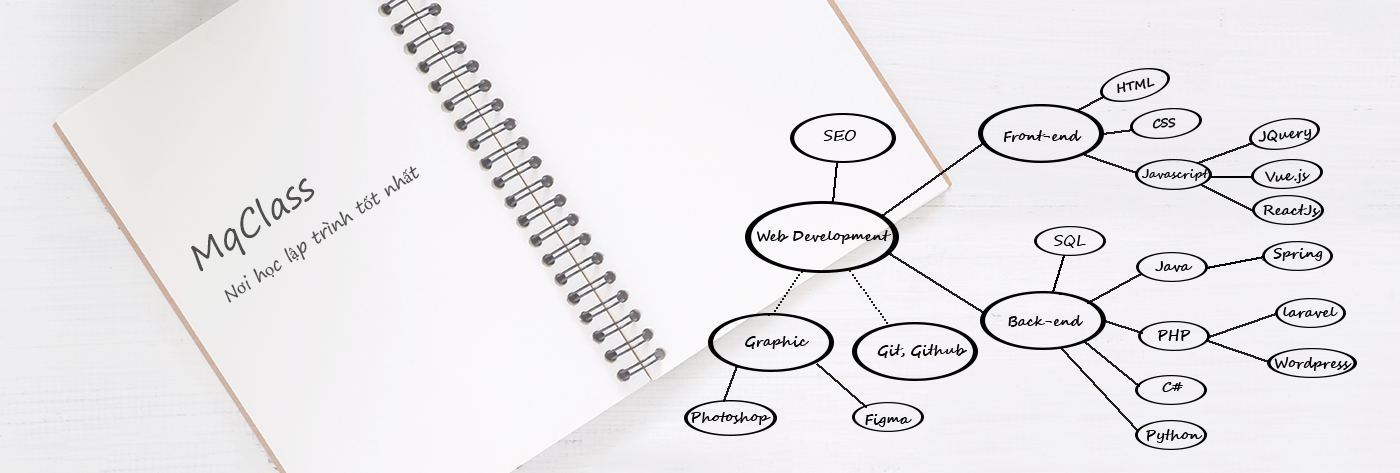 MqClass
Nơi học lập trình tốt nhất
SEO
Web Development
Graphic
Git, Github
Photoshop
Figma
Front-end
HTML
CSS
Javascript
JQuery
Vue.js
ReactJs
Back-end
SQL
Java
Spring
PHP
laravel
Wordpress
C#
Python